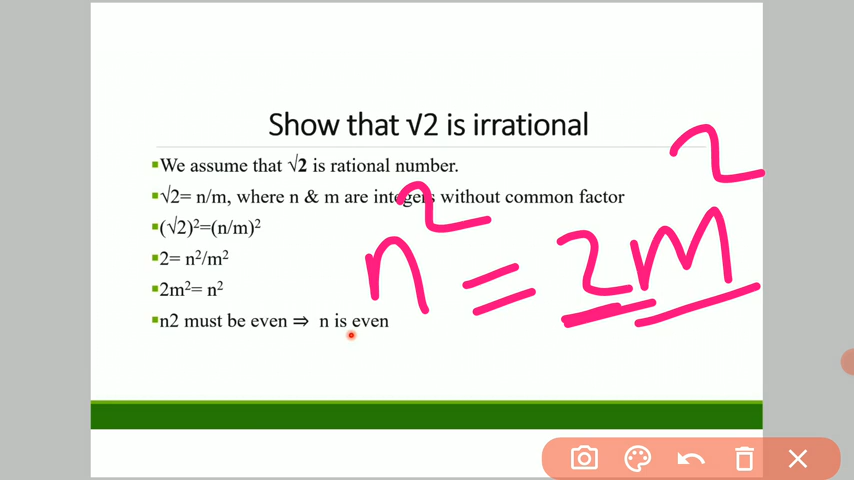 Show that √2 is irrational
▪We assume that √2 is rational number.
▪√2= n/m, where n & m are integers without common factor
▪(√2)²=(n/m)²
▪2= n²/m²
▪2m²= n²
▪n2 must be even ⇒ n is even
n² = 2m²